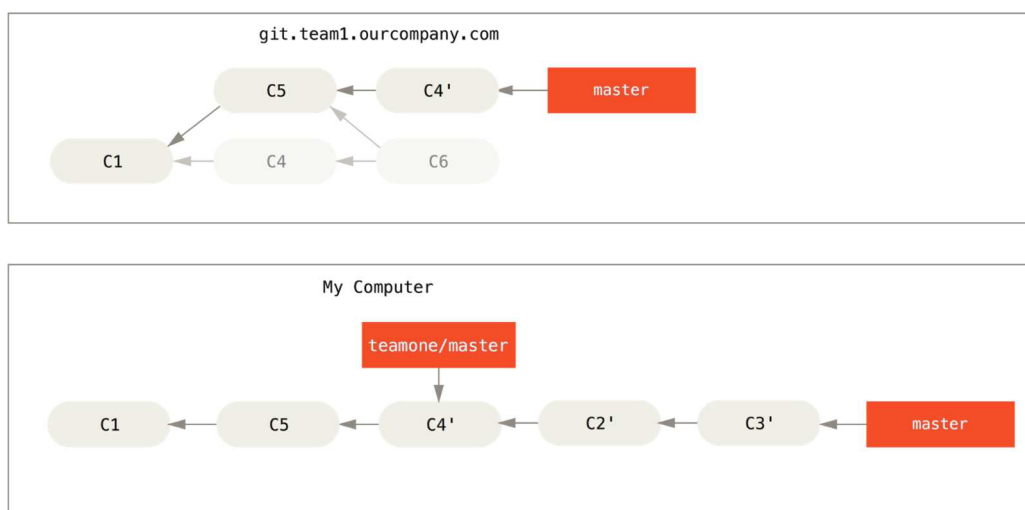 git.team1.ourcompany.com
C5 C4' master
C1 C4 C6
My Computer
teamone/master
C1 C5 C4' C2' C3' master